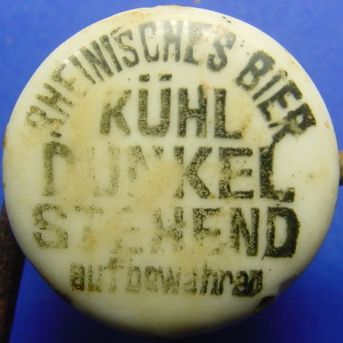 RHEINISCHES BIER
KÜHL
DUNKEL
STEHEND
aufbewahren